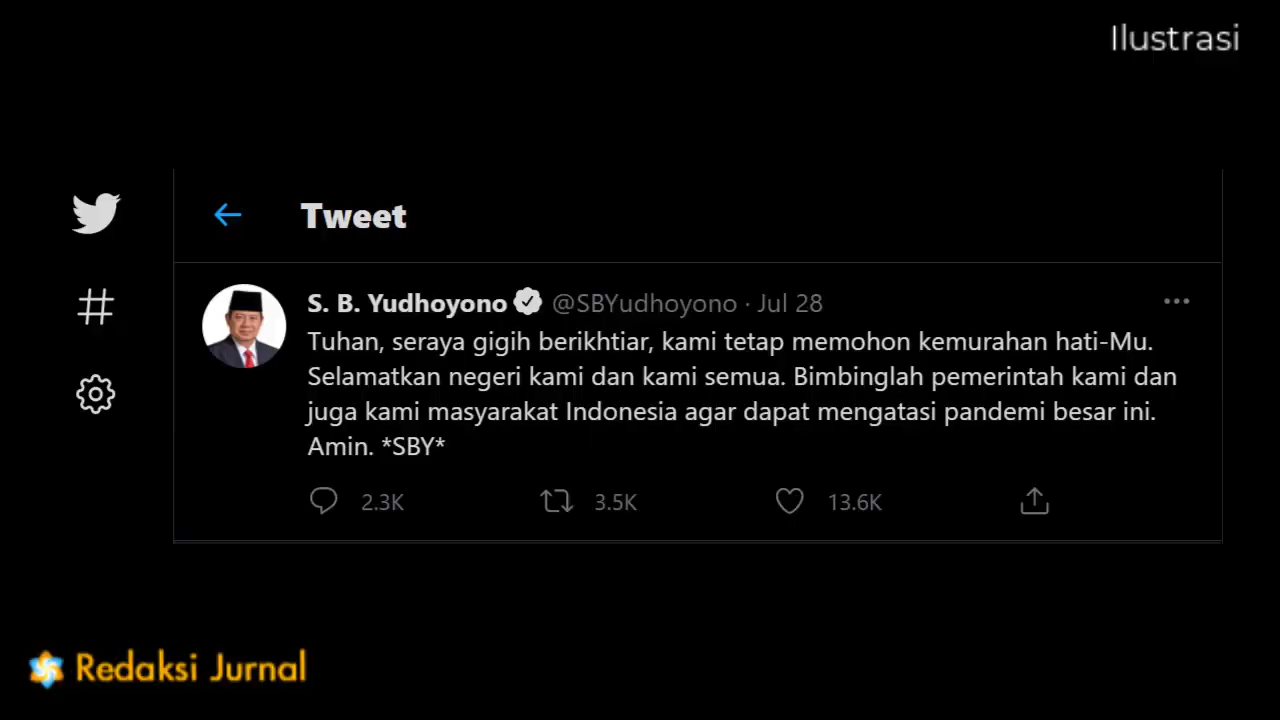 Ilustrasi
Tweet
S. B. Yudhoyono @SBYudhoyono · Jul 28
Tuhan, seraya gigih berikhtiar, kami tetap memohon kemurahan hati-Mu.
Selamatkan negeri kami dan kami semua. Bimbinglah pemerintah kami dan
juga kami masyarakat Indonesia agar dapat mengatasi pandemi besar ini.
Amin. *SBY*
2.3K 3.5K 13.6K
Redaksi Jurnal